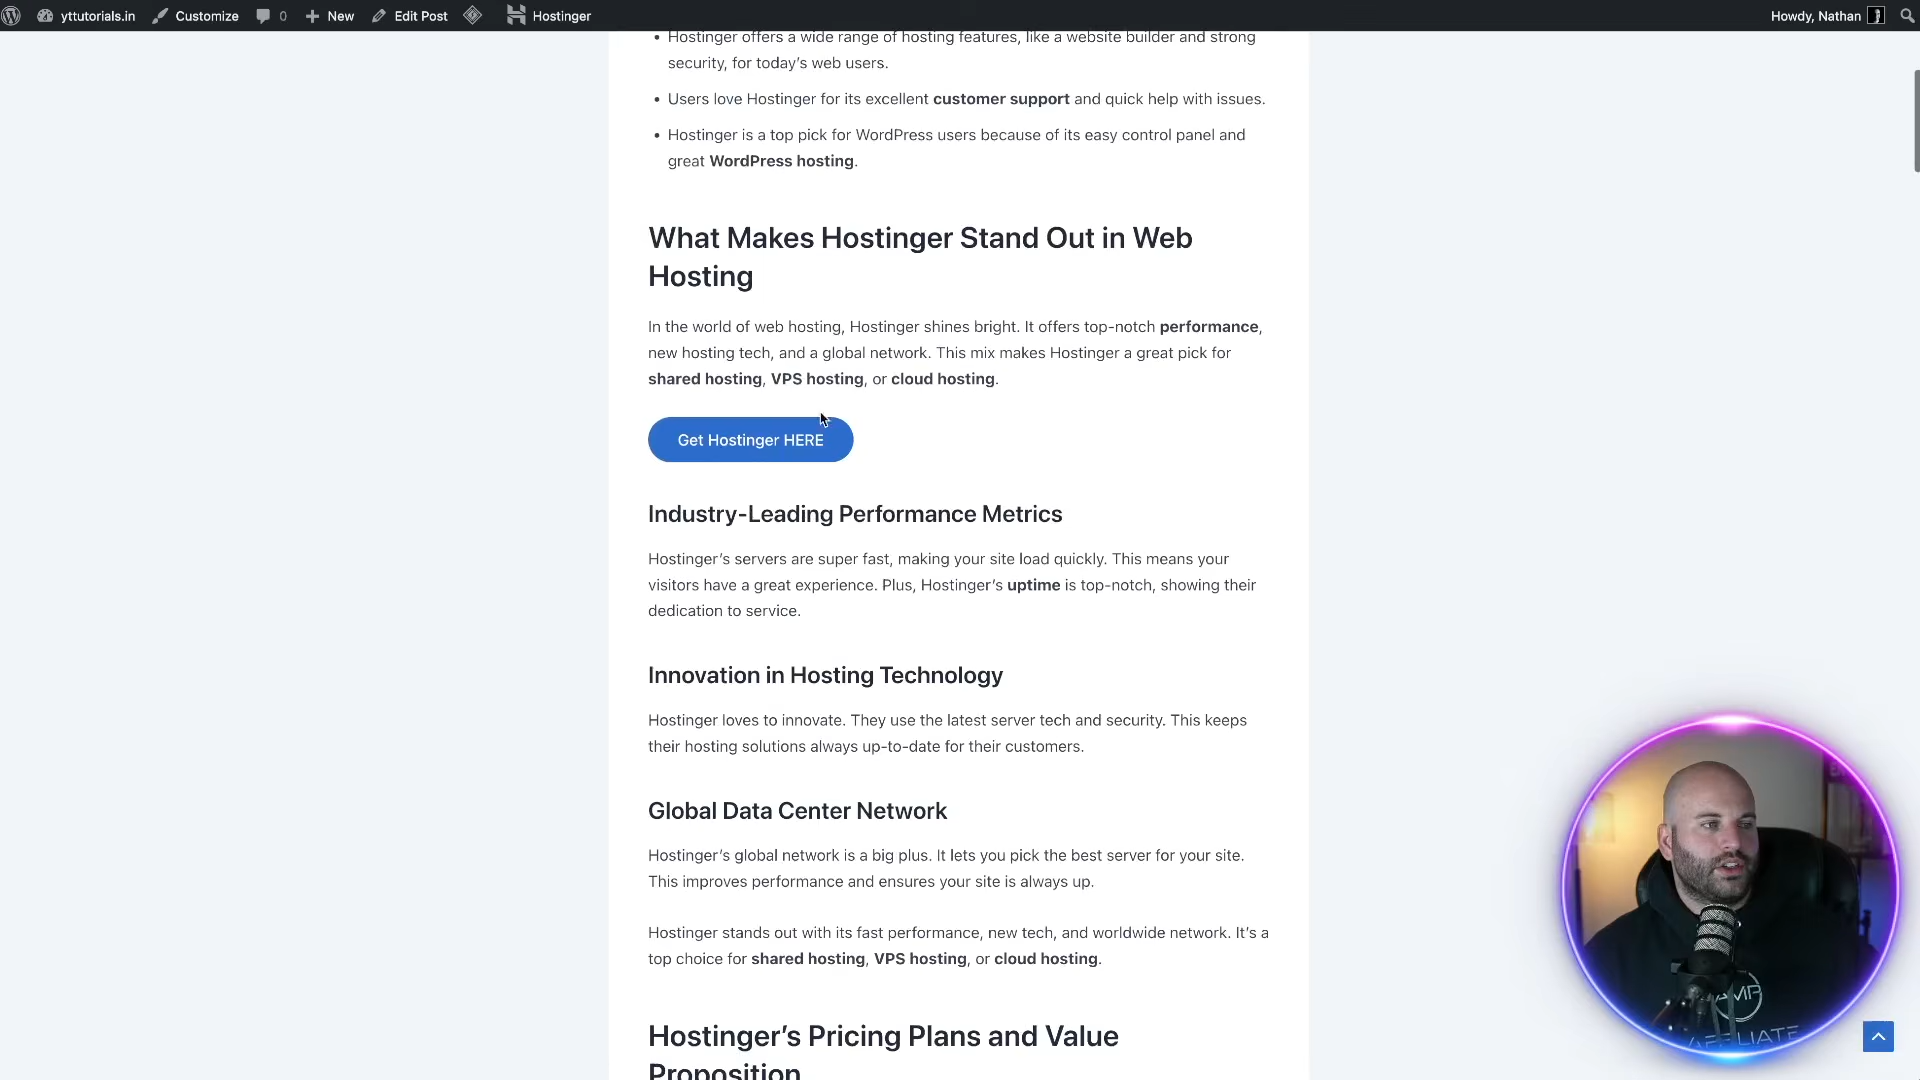 yttutorials.in Customize 0 New Edit Post Hostinger Howdy, Nathan
• Hostinger offers a wide range of hosting features, like a website builder and strong
security, for today’s web users.
• Users love Hostinger for its excellent customer support and quick help with issues.
• Hostinger is a top pick for WordPress users because of its easy control panel and
great WordPress hosting.
What Makes Hostinger Stand Out in Web
Hosting
In the world of web hosting, Hostinger shines bright. It offers top-notch performance,
new hosting tech, and a global network. This mix makes Hostinger a great pick for
shared hosting, VPS hosting, or cloud hosting.
Get Hostinger HERE
Industry-Leading Performance Metrics
Hostinger’s servers are super fast, making your site load quickly. This means your
visitors have a great experience. Plus, Hostinger’s uptime is top-notch, showing their
dedication to service.
Innovation in Hosting Technology
Hostinger loves to innovate. They use the latest server tech and security. This keeps
their hosting solutions always up-to-date for their customers.
Global Data Center Network
Hostinger’s global network is a big plus. It lets you pick the best server for your site.
This improves performance and ensures your site is always up.
Hostinger stands out with its fast performance, new tech, and worldwide network. It’s a
top choice for shared hosting, VPS hosting, or cloud hosting.
Hostinger’s Pricing Plans and Value
Proposition